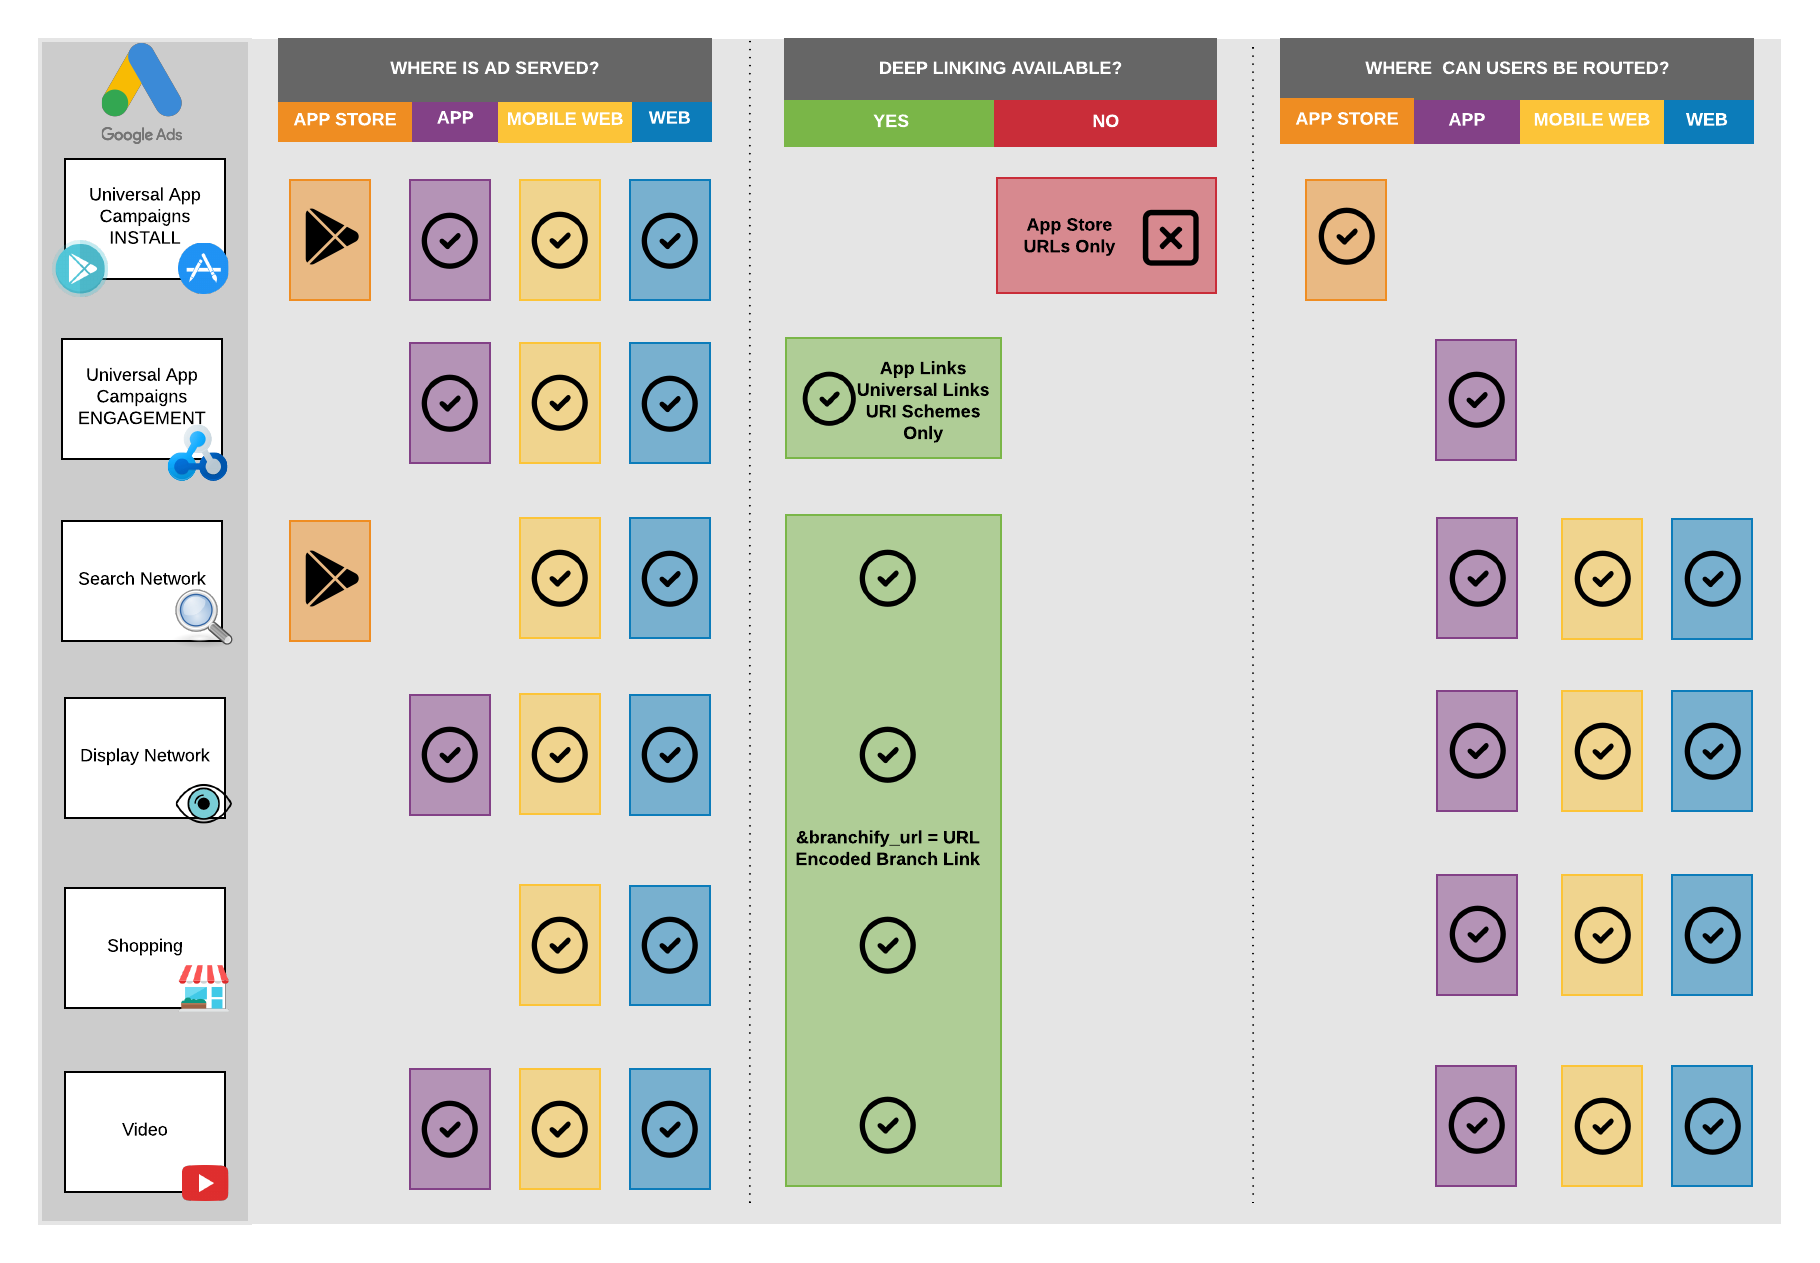 Google Ads
WHERE IS AD SERVED?
APP STORE
APP
MOBILE WEB
WEB
DEEP LINKING AVAILABLE?
YES
NO
WHERE  CAN USERS BE ROUTED?
APP STORE
APP
MOBILE WEB
WEB
Universal App
Campaigns
INSTALL
App Store
URLs Only
Universal App
Campaigns
ENGAGEMENT
App Links
Universal Links
URI Schemes
Only
Search Network
Display Network
&branchify_url = URL
Encoded Branch Link
Shopping
Video